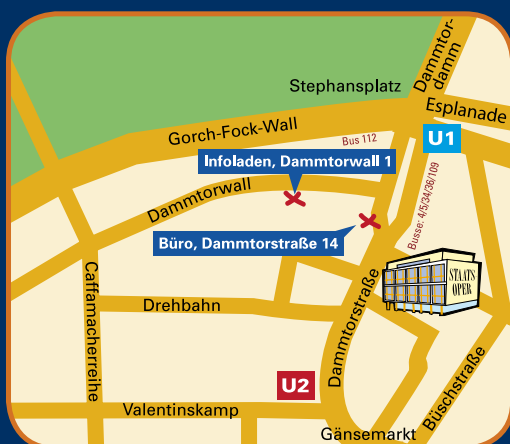 Dammtor-
damm
Stephansplatz
Esplanade
Gorch-Fock-Wall
Bus 112
U1
Infoladen, Dammtorwall 1
Dammtorwall
Busse: 4/5/34/36/109
Büro, Dammtorstraße 14
STAATS
OPER
Caffamacherreihe
Drehbahn
Dammtorstraße
Büschstraße
U2
Valentinskamp
Gänsemarkt